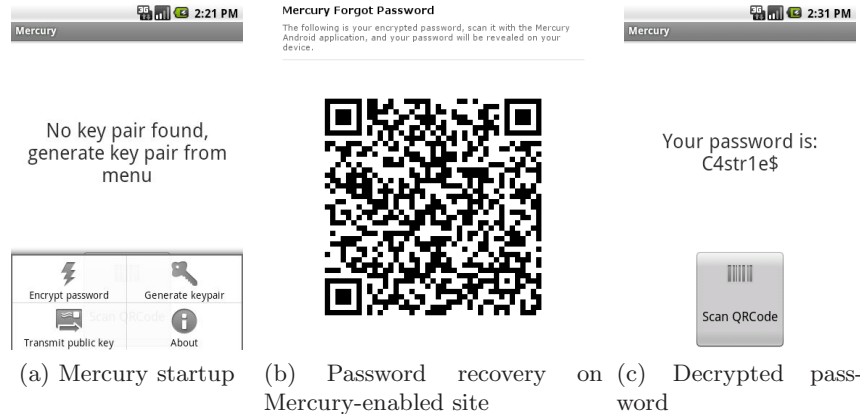 2:21 PM
Mercury
No key pair found,
generate key pair from
menu
Encrypt password
Generate keypair
Scan QRCode
Transmit public key
About
(a) Mercury startup
Mercury Forgot Password
The following is your encrypted password, scan it with the Mercury
Android application, and your password will be revealed on your
device.
(b) Password recovery on
Mercury-enabled site
2:31 PM
Mercury
Your password is:
C4str1e$
Scan QRCode
(c) Decrypted pass-
word